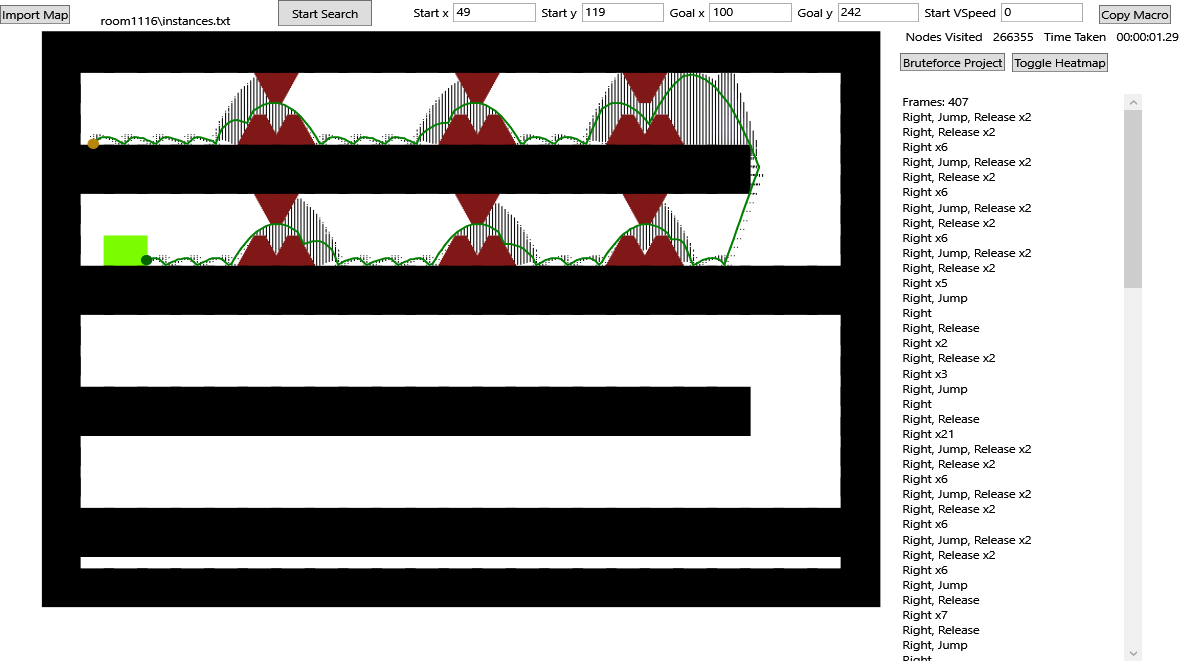 Import Map
room1116\instances.txt
Start Search
Start x 49 Start y 119 Goal x 100 Goal y 242 Start VSpeed 0
Copy Macro
Nodes Visited 266355 Time Taken 00:00:01.29
Bruteforce Project Toggle Heatmap
Frames: 407
Right, Jump, Release x2
Right, Release x2
Right x6
Right, Jump, Release x2
Right, Release x2
Right x6
Right, Jump, Release x2
Right, Release x2
Right x6
Right, Jump, Release x2
Right, Release x2
Right x5
Right, Jump
Right
Right, Release
Right x2
Right, Release x2
Right x3
Right, Jump
Right
Right, Release
Right x21
Right, Jump, Release x2
Right, Release x2
Right x6
Right, Jump, Release x2
Right, Release x2
Right x6
Right, Jump, Release x2
Right, Release x2
Right x6
Right, Jump
Right, Release
Right x7
Right, Release
Right, Jump
Right